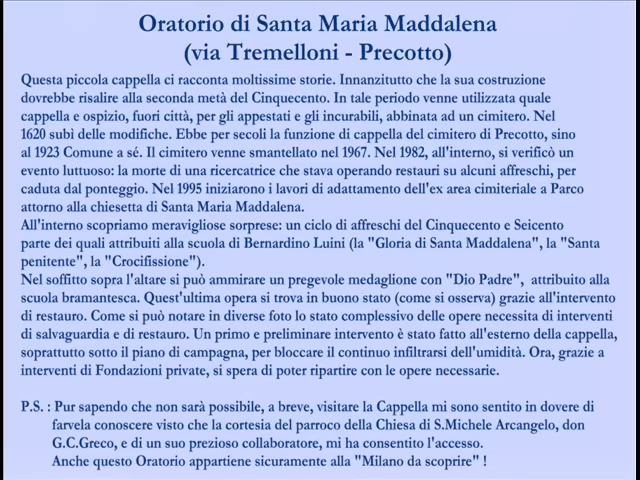 Oratorio di Santa Maria Maddalena
(via Tremelloni - Precotto)
Questa piccola cappella ci racconta moltissime storie. Innanzitutto che la sua costruzione
dovrebbe risalire alla seconda metà del Cinquecento. In tale periodo venne utilizzata quale
cappella e ospizio, fuori città, per gli appestati e gli incurabili, abbinata ad un cimitero. Nel
1620 subì delle modifiche. Ebbe per secoli la funzione di cappella del cimitero di Precotto, sino
al 1923 Comune a sé. Il cimitero venne smantellato nel 1967. Nel 1982, all'interno, si verificò un
evento luttuoso: la morte di una ricercatrice che stava operando restauri su alcuni affreschi, per
caduta dal ponteggio. Nel 1995 iniziarono i lavori di adattamento dell'ex area cimiteriale a Parco
attorno alla chiesetta di Santa Maria Maddalena.
All'interno scopriamo meravigliose sorprese: un ciclo di affreschi del Cinquecento e Seicento
parte dei quali attribuiti alla scuola di Bernardino Luini (la "Gloria di Santa Maddalena", la "Santa
penitente", la "Crocifissione").
Nel soffitto sopra l'altare si può ammirare un pregevole medaglione con "Dio Padre", attribuito alla
scuola bramantesca. Quest'ultima opera si trova in buono stato (come si osserva) grazie all'intervento
di restauro. Come si può notare in diverse foto lo stato complessivo delle opere necessita di interventi
di salvaguardia e di restauro. Un primo e preliminare intervento è stato fatto all'esterno della cappella,
soprattutto sotto il piano di campagna, per bloccare il continuo infiltrarsi dell'umidità. Ora, grazie a
interventi di Fondazioni private, si spera di poter ripartire con le opere necessarie.
P.S. : Pur sapendo che non sarà possibile, a breve, visitare la Cappella mi sono sentito in dovere di
farvela conoscere visto che la cortesia del parroco della Chiesa di S.Michele Arcangelo, don
G.C.Greco, e di un suo prezioso collaboratore, mi ha consentito l'accesso.
Anche questo Oratorio appartiene sicuramente alla "Milano da scoprire" !